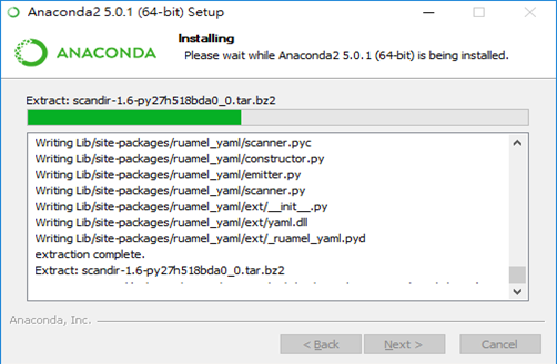 Anaconda2 5.0.1 (64-bit) Setup
Installing
Please wait while Anaconda2 5.0.1 (64-bit) is being installed.
ANACONDA
Extract: scandir-1.6-py27h518bda0_0.tar.bz2
Writing Lib/site-packages/ruamel_yaml/scanner.pyc
Writing Lib/site-packages/ruamel_yaml/constructor.py
Writing Lib/site-packages/ruamel_yaml/emitter.py
Writing Lib/site-packages/ruamel_yaml/scanner.py
Writing Lib/site-packages/ruamel_yaml/ext/__init__.py
Writing Lib/site-packages/ruamel_yaml/ext/yaml.dll
Writing Lib/site-packages/ruamel_yaml/ext/_ruamel_yaml.pyd
extraction complete.
Extract: scandir-1.6-py27h518bda0_0.tar.bz2
Anaconda, Inc.
< Back
Next >
Cancel